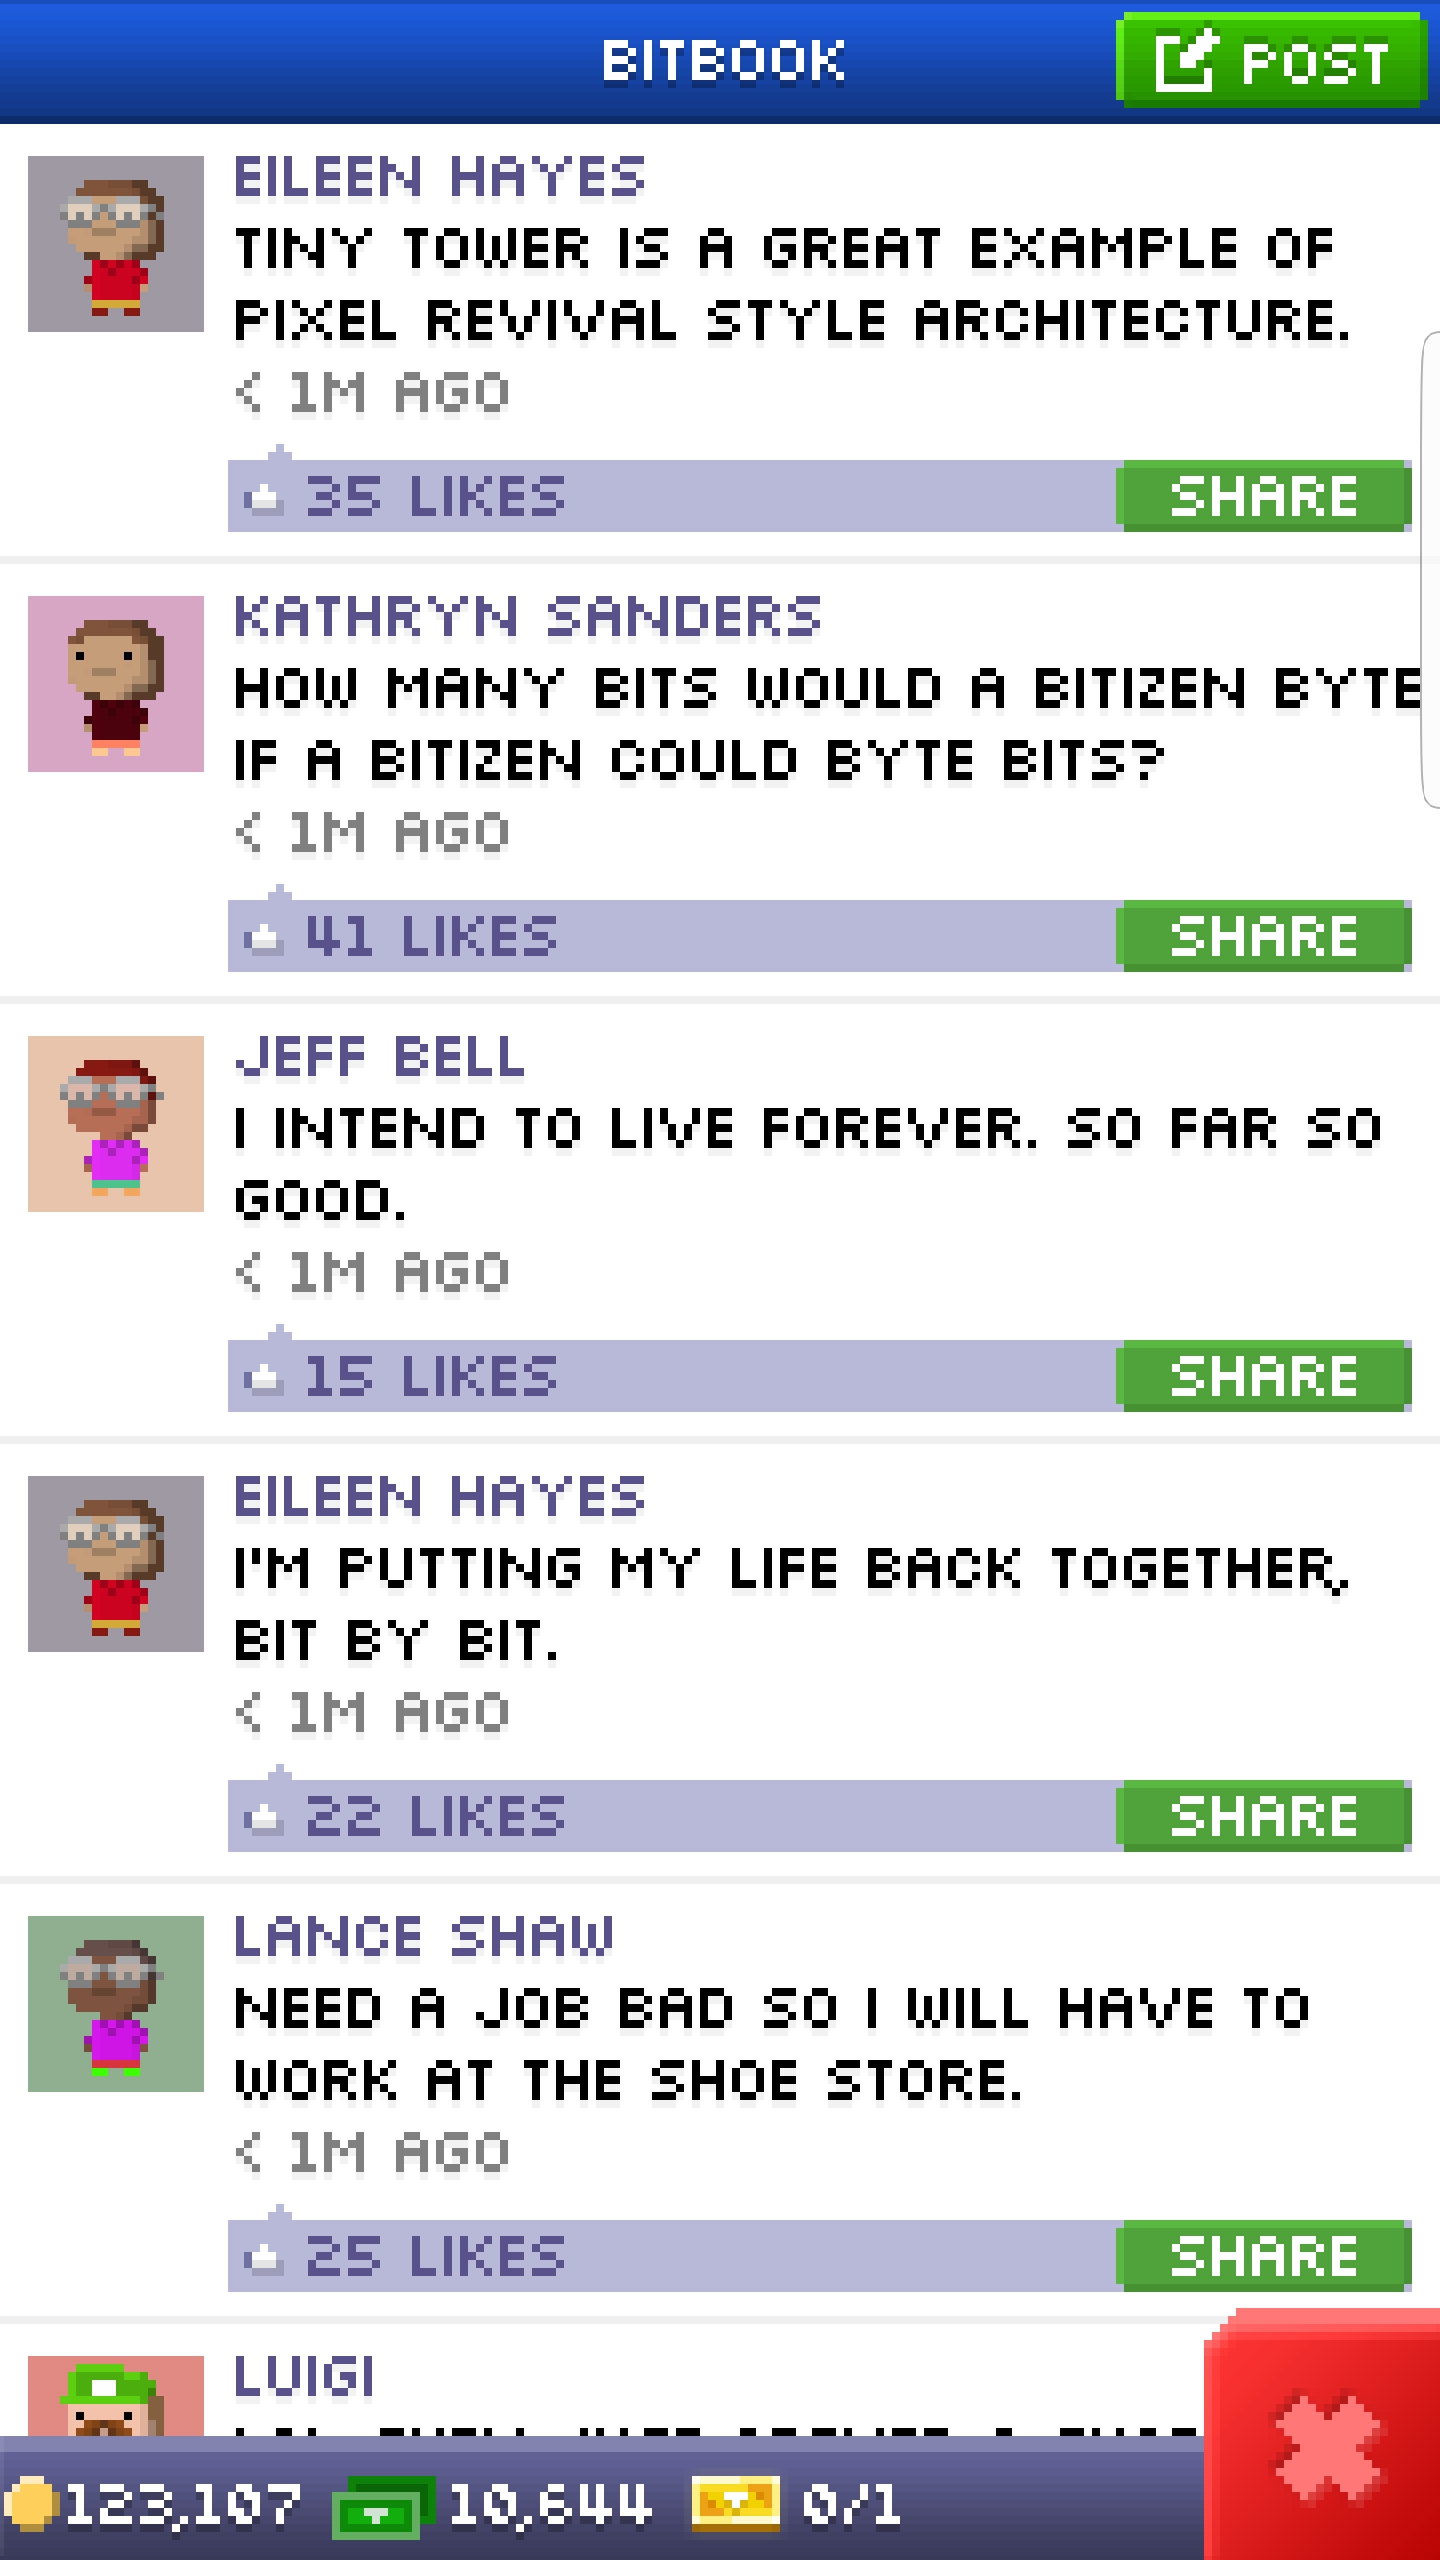 BITBOOK
POST
EILEEN HAYES
TINY TOWER IS A GREAT EXAMPLE OF
PIXEL REVIVAL STYLE ARCHITECTURE.
< 1M AGO
35 LIKES
SHARE
KATHRYN SANDERS
HOW MANY BITS WOULD A BITIZEN BYTE
IF A BITIZEN COULD BYTE BITS?
< 1M AGO
41 LIKES
SHARE
JEFF BELL
I INTEND TO LIVE FOREVER. SO FAR SO
GOOD.
< 1M AGO
15 LIKES
SHARE
EILEEN HAYES
I'M PUTTING MY LIFE BACK TOGETHER,
BIT BY BIT.
< 1M AGO
22 LIKES
SHARE
LANCE SHAW
NEED A JOB BAD SO I WILL HAVE TO
WORK AT THE SHOE STORE.
< 1M AGO
25 LIKES
SHARE
LUIGI
123,107 10,644 0/1